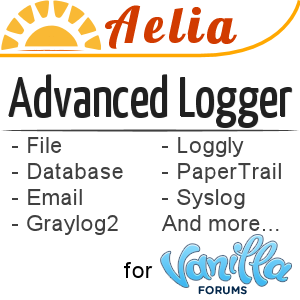 Aelia
Advanced Logger
- File
- Database
- Email
- Graylog2
- Loggly
- PaperTrail
- Syslog
And more...
for Vanilla
FORUMS